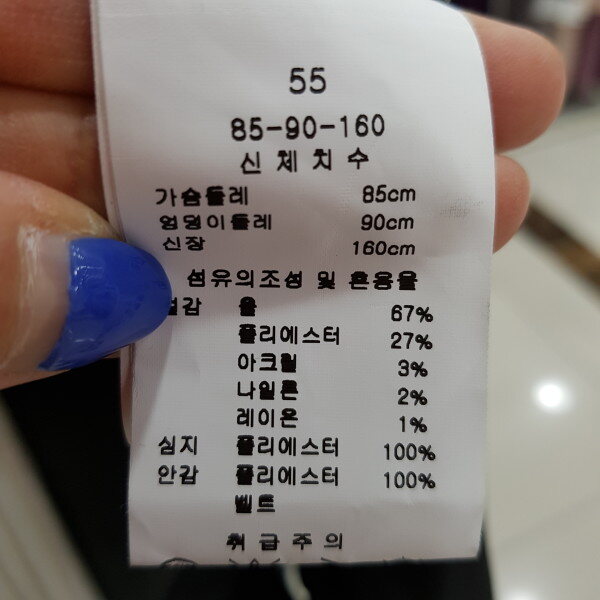 55
85-90-160
신체치수
가슴둘레 85cm
엉덩이둘레 90cm
신장 160cm
섬유의조성 및 혼용율
겉감 울 67%
폴리에스터 27%
아크릴 3%
나일론 2%
레이온 1%
심지 폴리에스터 100%
안감 폴리에스터 100%
벨트
취급주의